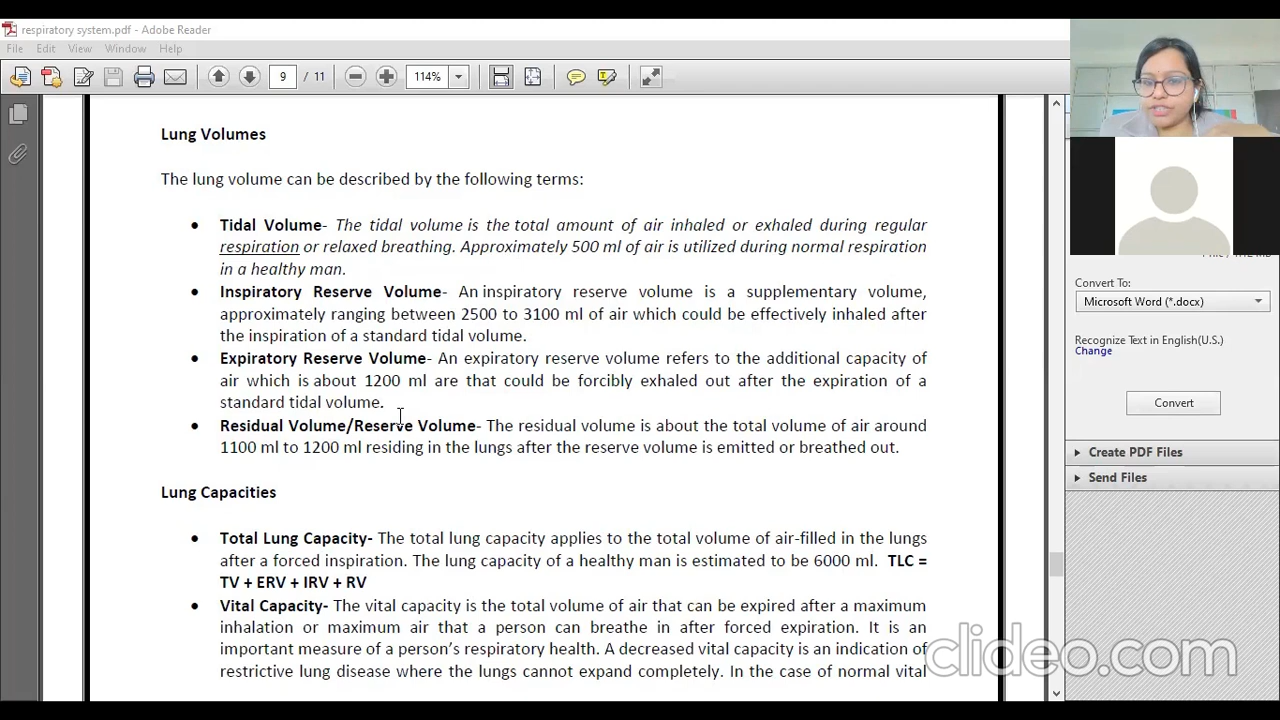 respiratory system.pdf - Adobe Reader
File Edit View Window Help
9 / 11 114%
Lung Volumes
The lung volume can be described by the following terms:
• Tidal Volume- The tidal volume is the total amount of air inhaled or exhaled during regular
respiration or relaxed breathing. Approximately 500 ml of air is utilized during normal respiration
in a healthy man.
• Inspiratory Reserve Volume- An inspiratory reserve volume is a supplementary volume,
approximately ranging between 2500 to 3100 ml of air which could be effectively inhaled after
the inspiration of a standard tidal volume.
• Expiratory Reserve Volume- An expiratory reserve volume refers to the additional capacity of
air which is about 1200 ml are that could be forcibly exhaled out after the expiration of a
standard tidal volume.
• Residual Volume/Reserve Volume- The residual volume is about the total volume of air around
1100 ml to 1200 ml residing in the lungs after the reserve volume is emitted or breathed out.
Lung Capacities
• Total Lung Capacity- The total lung capacity applies to the total volume of air-filled in the lungs
after a forced inspiration. The lung capacity of a healthy man is estimated to be 6000 ml. TLC =
TV + ERV + IRV + RV
• Vital Capacity- The vital capacity is the total volume of air that can be expired after a maximum
inhalation or maximum air that a person can breathe in after forced expiration. It is an
important measure of a person's respiratory health. A decreased vital capacity is an indication of
restrictive lung disease where the lungs cannot expand completely. In the case of normal vital
Convert To:
Microsoft Word (*.docx)
Recognize Text in English(U.S.)
Change
Convert
Create PDF Files
Send Files
clideo.com